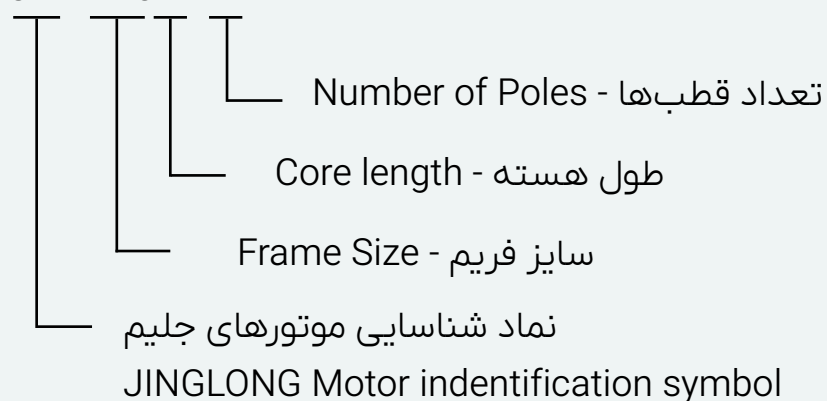 Number of Poles - تعداد قطب‌ها
Core length - طول هسته
Frame Size - سایز فریم
نماد شناسایی موتورهای جلیم
JINGLONG Motor indentification symbol